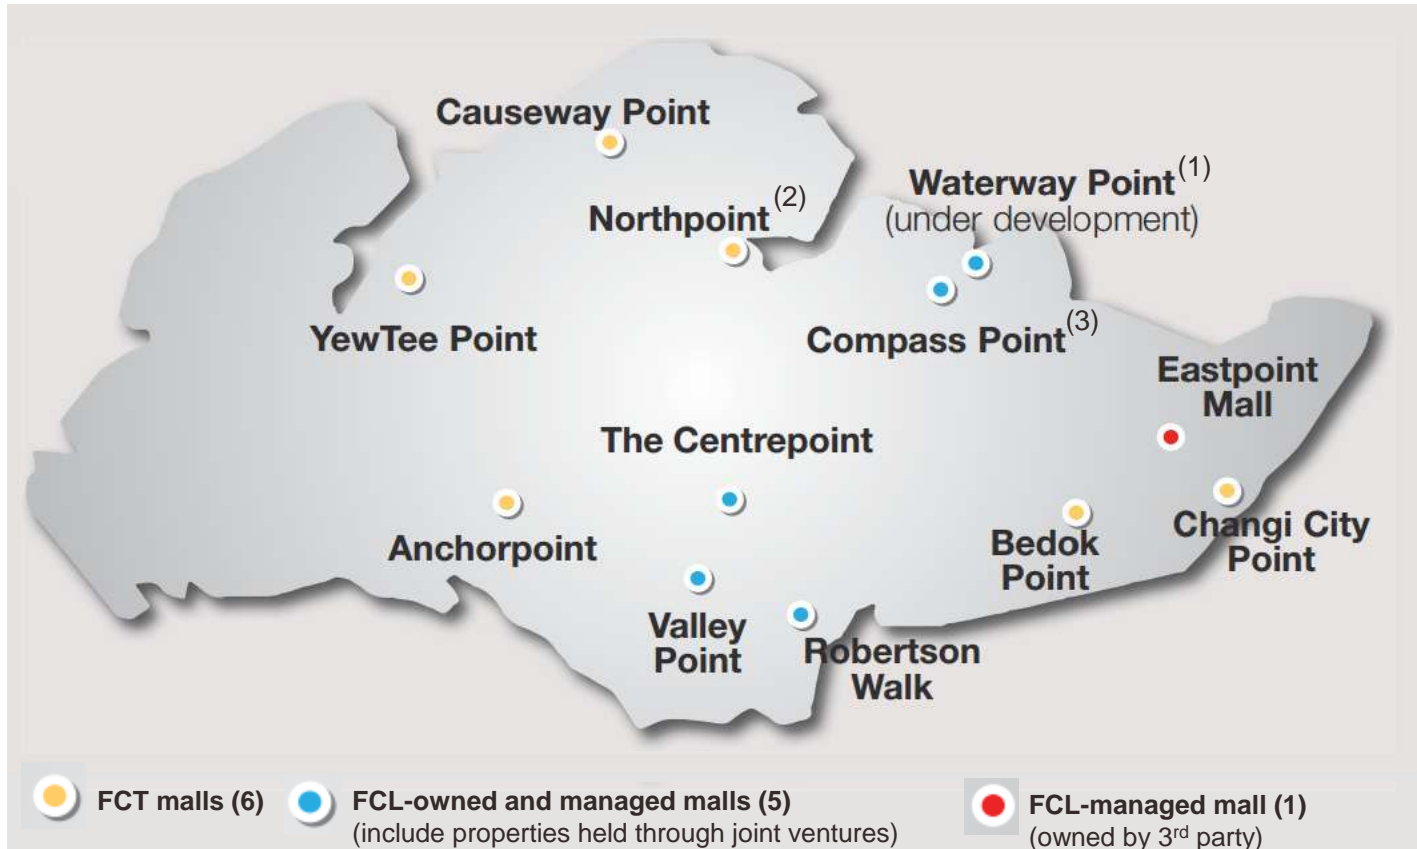 Causeway Point
Waterway Point(1)
(under development)
Northpoint(2)
YewTee Point
Compass Point(3)
Eastpoint
Mall
The Centrepoint
Anchorpoint
Bedok
Point
Changi City
Point
Valley
Point
Robertson
Walk
FCT malls (6)
FCL-owned and managed malls (5)
(include properties held through joint ventures)
FCL-managed mall (1)
(owned by 3rd party)